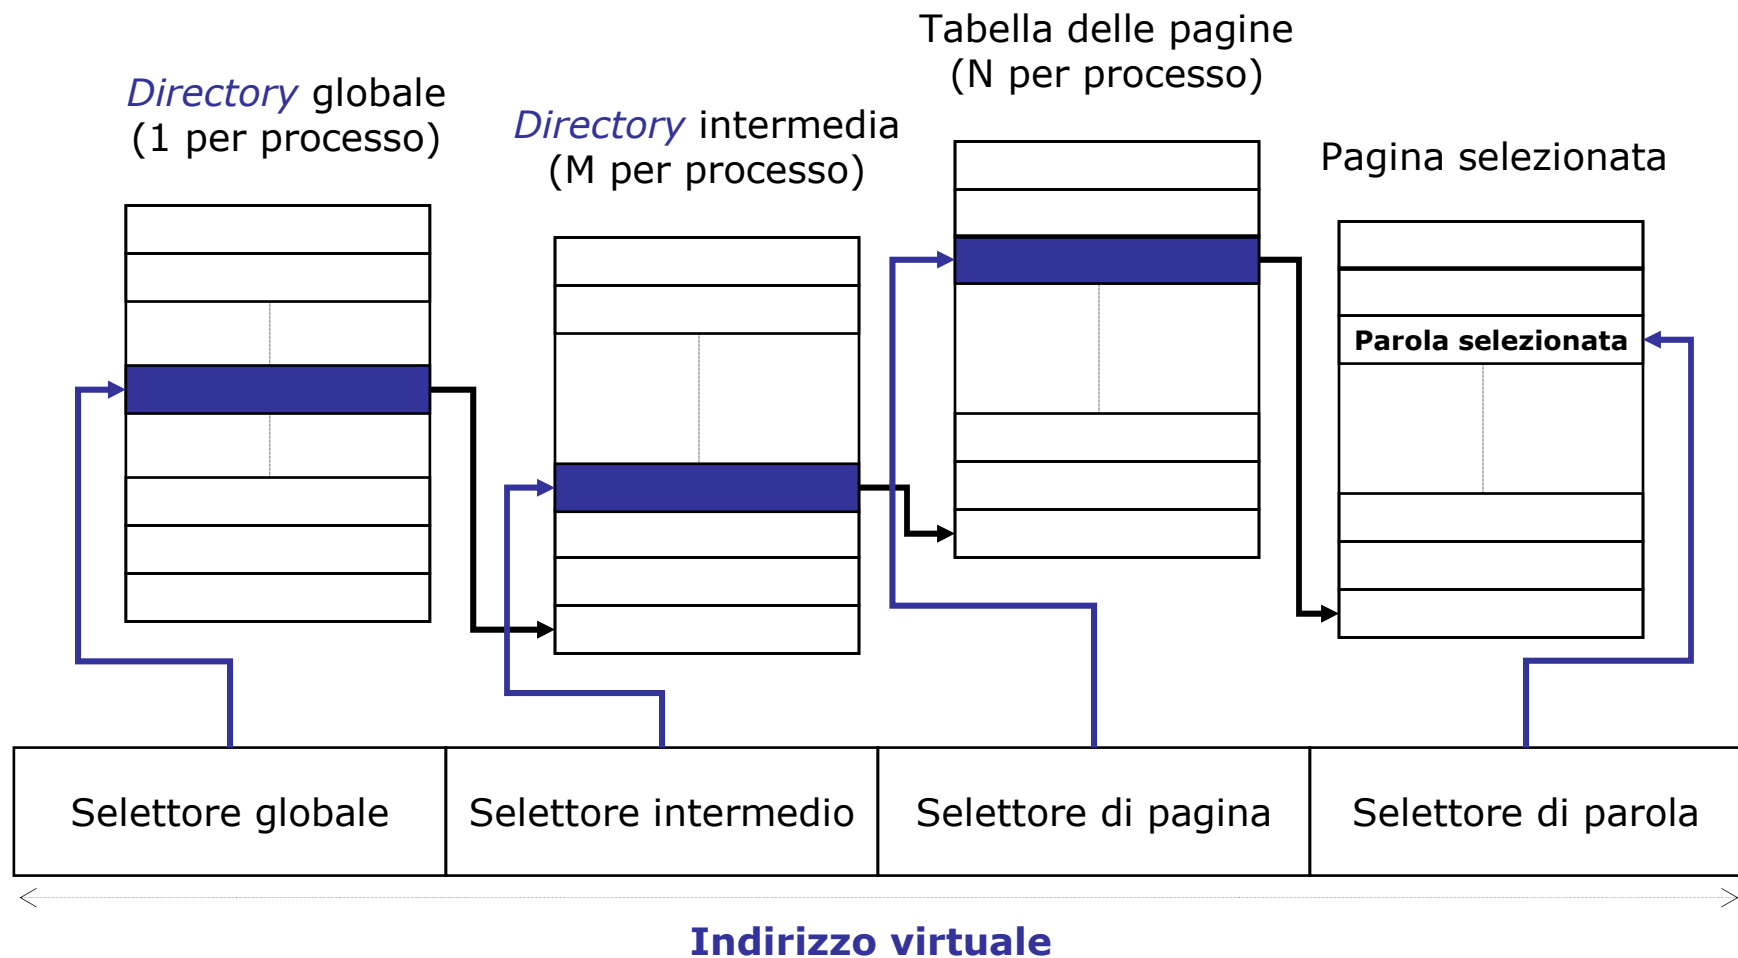 Directory globale
(1 per processo)
Directory intermedia
(M per processo)
Tabella delle pagine
(N per processo)
Pagina selezionata
Parola selezionata
Selettore globale
Selettore intermedio
Selettore di pagina
Selettore di parola
Indirizzo virtuale